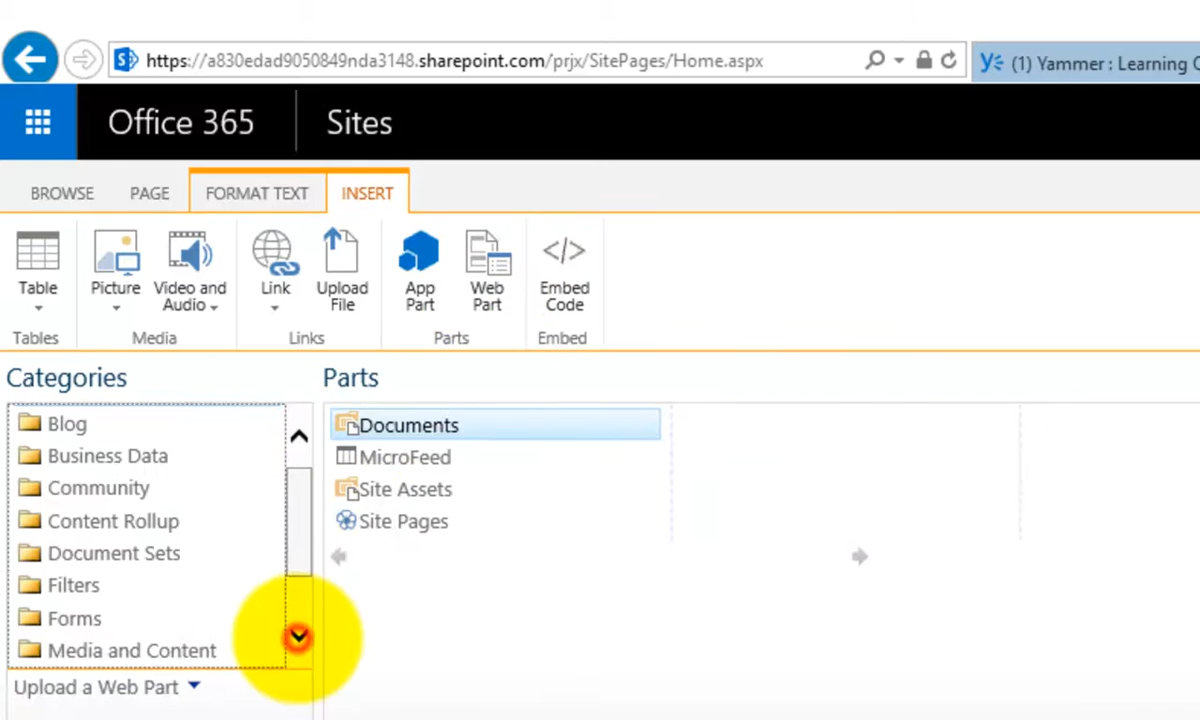 https://a830edad9050849nda3148.sharepoint.com/prjx/SitePages/Home.aspx
(1) Yammer : Learning
Office 365
Sites
BROWSE PAGE FORMAT TEXT INSERT
Table Picture Video and Audio Link Upload File App Part Web Part Embed Code
Tables Media Links Parts Embed
Categories
Parts
Blog
Business Data
Community
Content Rollup
Document Sets
Filters
Forms
Media and Content
Upload a Web Part
Documents
MicroFeed
Site Assets
Site Pages